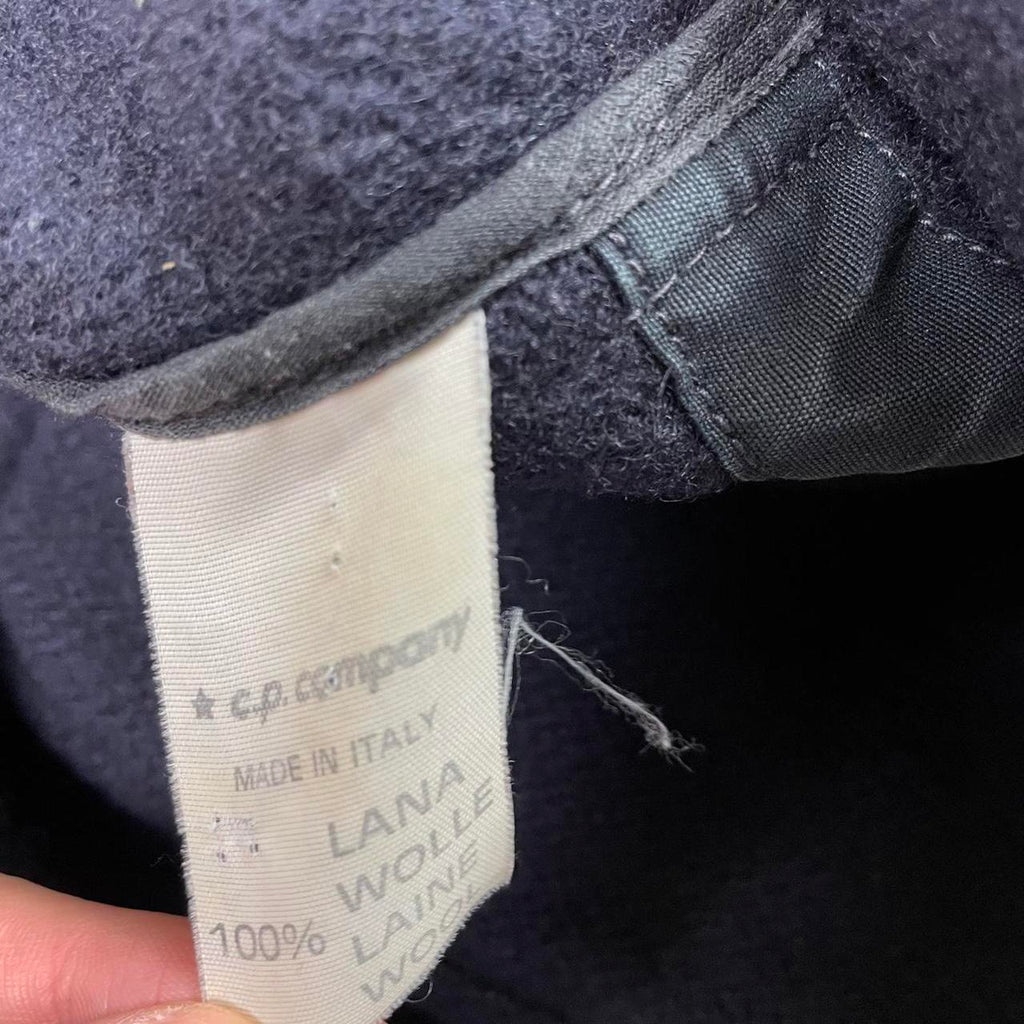 ★ c.p. company
MADE IN ITALY
LANA
WOLLE
100% LAINE
WOOL